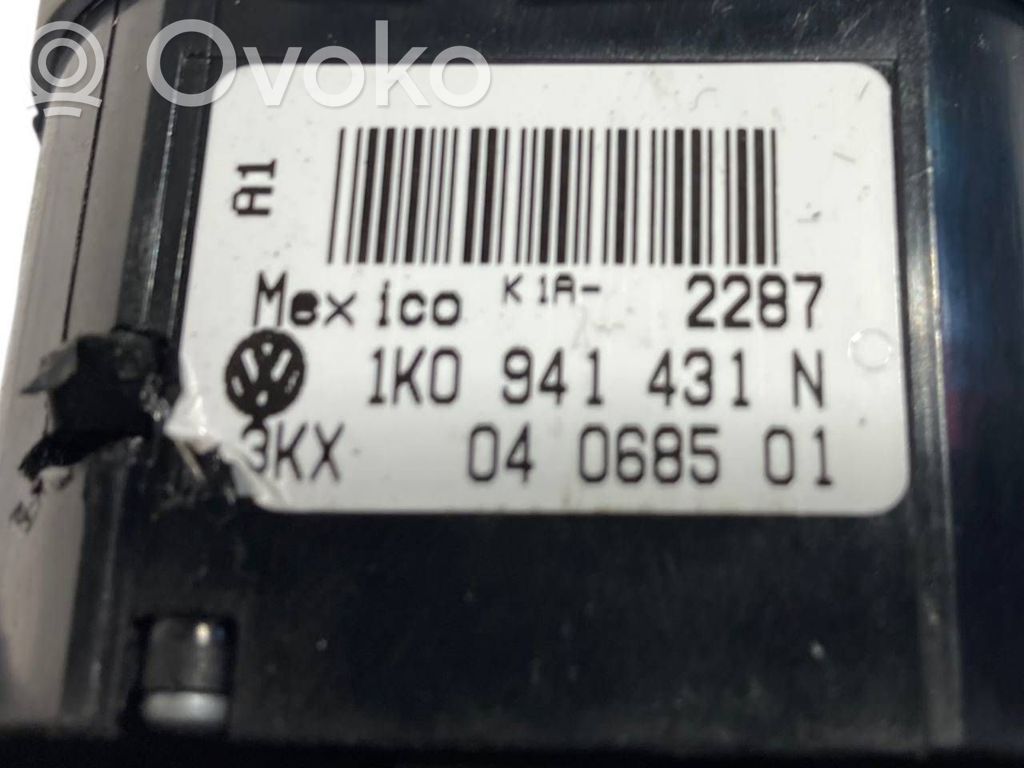 Ovoko
A1
Mexico K1A- 2287
1K0 941 431 N
3KX 04 0685 01